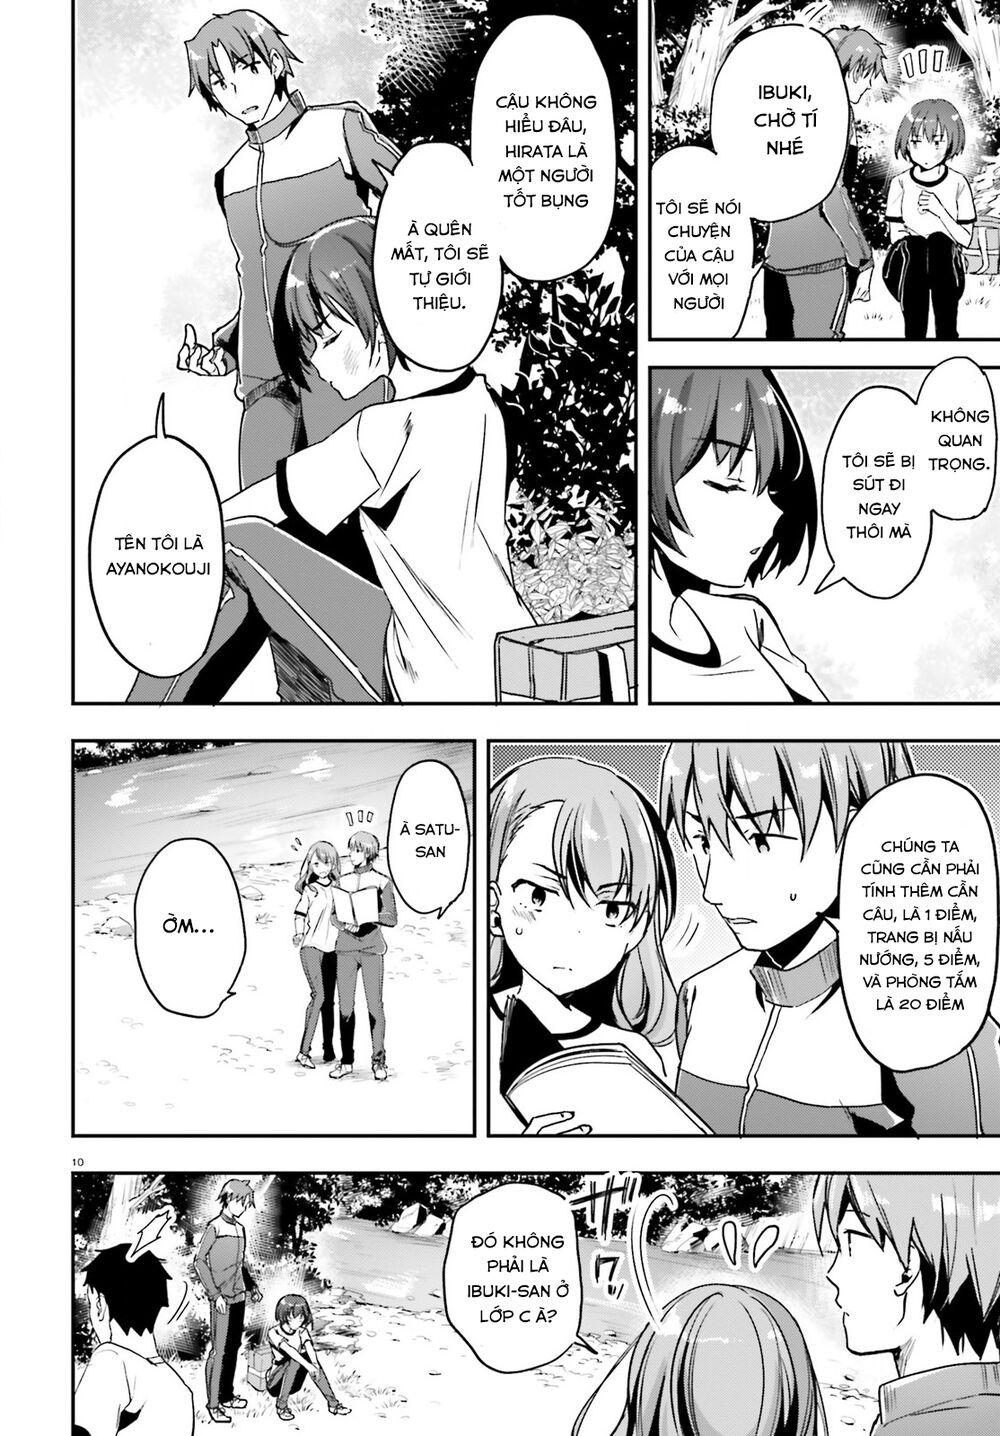 IBUKI,
CHỜ TÍ
NHÉ
TÔI SẼ NÓI
CHUYỆN
CỦA CẬU
VỚI MỌI
NGƯỜI
KHÔNG
QUAN
TRỌNG.
TÔI SẼ BỊ
SÚT ĐI
NGAY
THÔI MÀ
CẬU KHÔNG
HIỂU ĐÂU,
HIRATA LÀ
MỘT NGƯỜI
TỐT BỤNG
À QUÊN
MẤT, TÔI SẼ
TỰ GIỚI
THIỆU.
TÊN TÔI LÀ
AYANOKOUJI
CHÚNG TA
CŨNG CẦN PHẢI
TÍNH THÊM CẦN
CÂU, LÀ 1 ĐIỂM,
TRANG BỊ NẤU
NƯỚNG, 5 ĐIỂM,
VÀ PHÒNG TẮM
LÀ 20 ĐIỂM
À SATU-
SAN
ỜM...
10
ĐÓ KHÔNG
PHẢI LÀ
IBUKI-SAN Ở
LỚP C À?